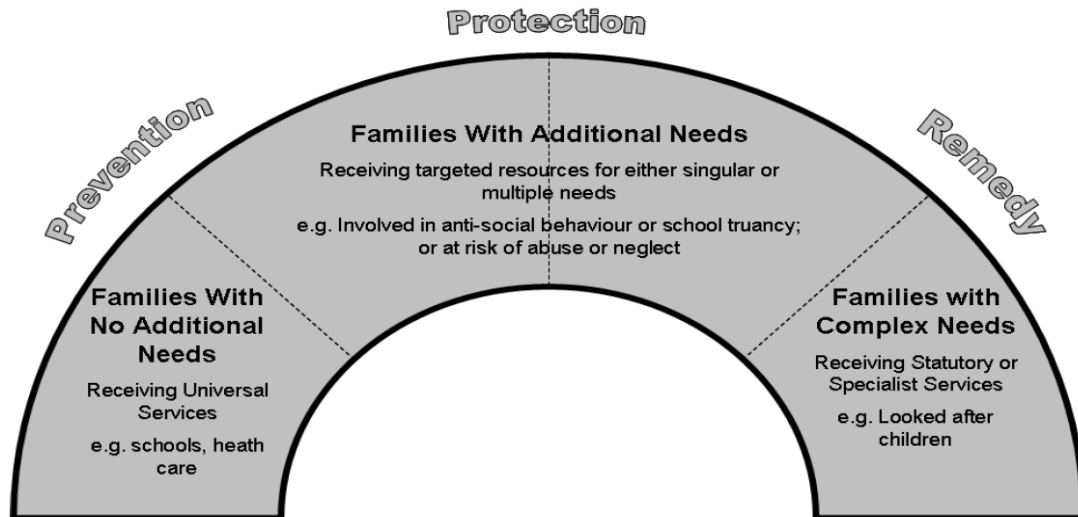 Protection
Prevention
Remedy
Families With Additional Needs
Receiving targeted resources for either singular or
multiple needs
e.g. Involved in anti-social behaviour or school truancy;
or at risk of abuse or neglect
Families With
No Additional
Needs
Receiving Universal
Services
e.g. schools, heath
care
Families with
Complex Needs
Receiving Statutory or
Specialist Services
e.g. Looked after
children